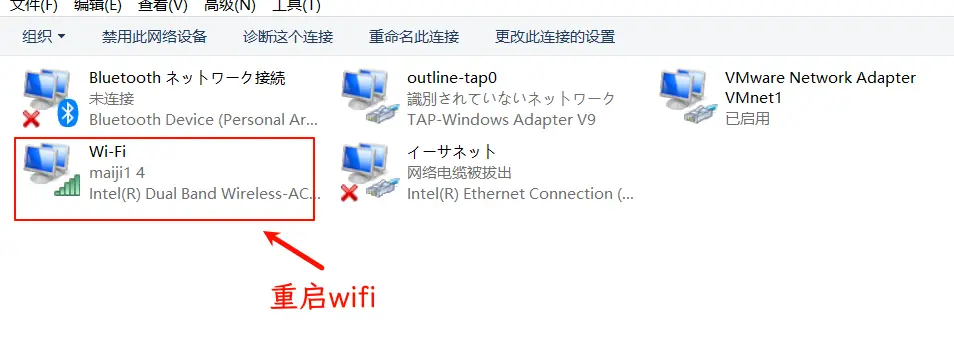 文件(F) 编辑(E) 查看(V) 高级(N) 工具(T)
组织 禁用此网络设备 诊断这个连接 重命名此连接 更改此连接的设置
Bluetooth ネットワーク接続
未连接
Bluetooth Device (Personal Ar...
outline-tap0
識別されていないネットワーク
TAP-Windows Adapter V9
VMware Network Adapter
VMnet1
已启用
Wi-Fi
maiji1 4
Intel(R) Dual Band Wireless-AC...
イーサネット
网络电缆被拔出
Intel(R) Ethernet Connection (...
重启wifi